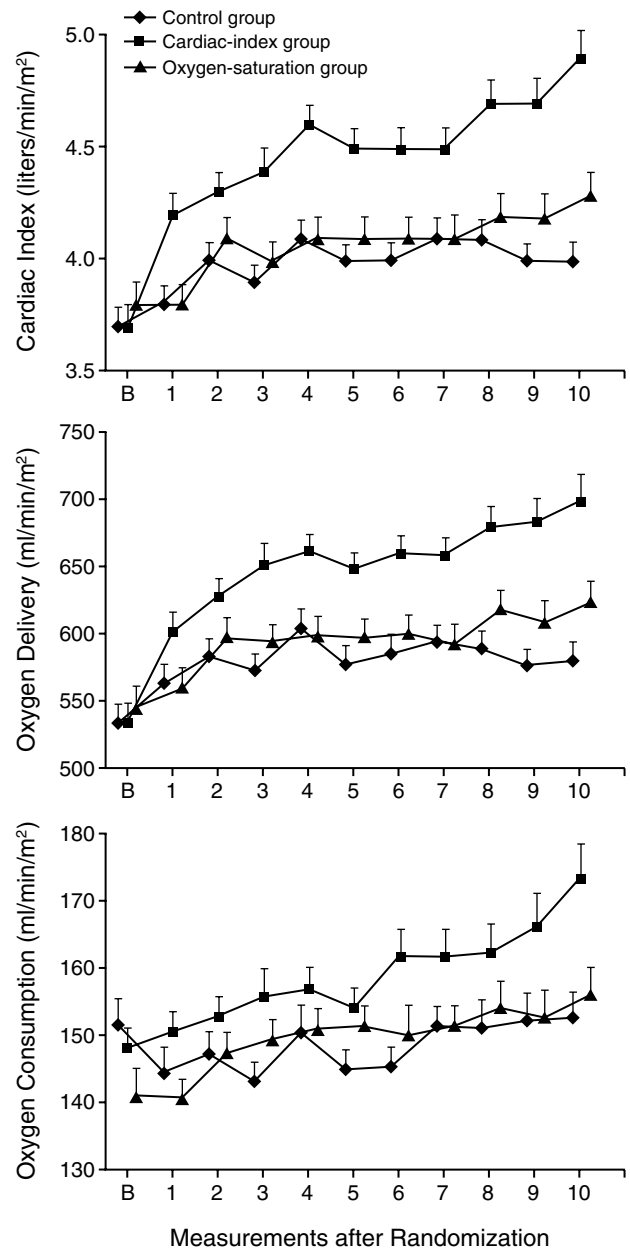 Control group
Cardiac-index group
Oxygen-saturation group
Cardiac Index (liters/min/m²)
5.0
4.5
4.0
3.5
B 1 2 3 4 5 6 7 8 9 10
Oxygen Delivery (ml/min/m²)
750
700
650
600
550
500
B 1 2 3 4 5 6 7 8 9 10
Oxygen Consumption (ml/min/m²)
180
170
160
150
140
130
B 1 2 3 4 5 6 7 8 9 10
Measurements after Randomization